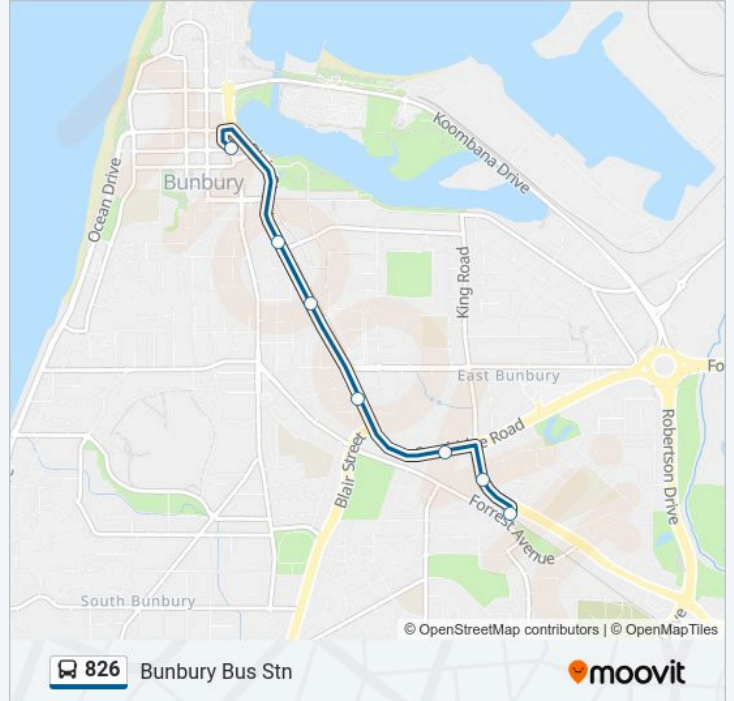 Koombana Drive
Bunbury
Ocean Drive
King Road
East Bunbury
Road
Robertson Drive
Blair Street
Forrest Avenue
South Bunbury
© OpenStreetMap contributors | © OpenMapTiles
826 Bunbury Bus Stn
moovit